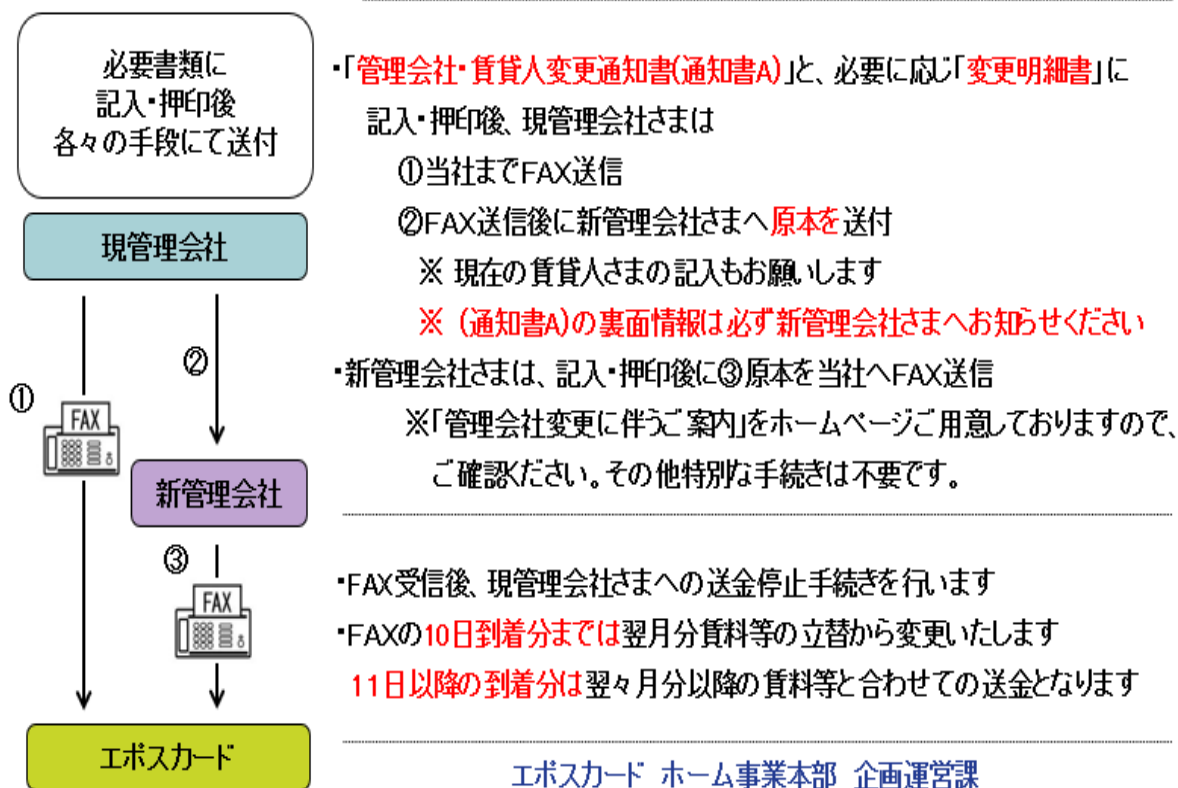 必要書類に
記入・押印後
各々の手段にて送付
現管理会社
①
②
FAX
新管理会社
③
FAX
エポスカード
・「管理会社・賃貸人変更通知書(通知書A)」と、必要に応じ「変更明細書」に
記入・押印後、現管理会社さまは
①当社までFAX送信
②FAX送信後に新管理会社さまへ原本を送付
※ 現在の賃貸人さまの記入もお願いします
※ (通知書A)の裏面情報は必ず新管理会社さまへお知らせください
・新管理会社さまは、記入・押印後に③原本を当社へFAX送信
※「管理会社変更に伴うご案内」をホームページご用意しておりますので、
ご確認ください。その他特別な手続きは不要です。
・FAX受信後、現管理会社さまへの送金停止手続きを行います
・FAXの10日到着分までは翌月分賃料等の立替から変更いたします
11日以降の到着分は翌々月分以降の賃料等と合わせての送金となります
エポスカード ホーム事業本部 企画運営課